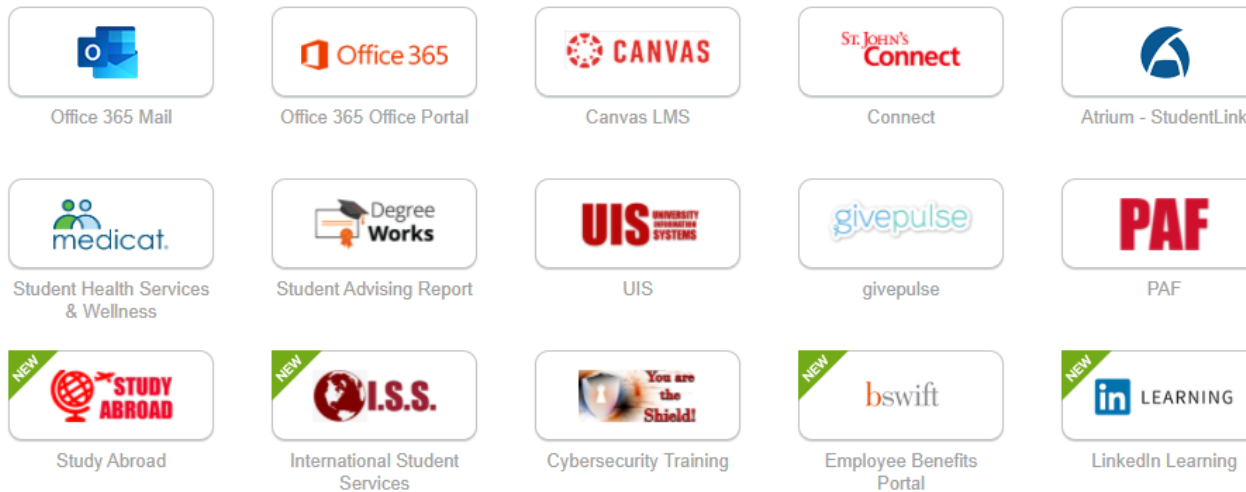 Office 365
CANVAS
ST. JOHN'S
Connect
Office 365 Mail
Office 365 Office Portal
Canvas LMS
Connect
Atrium - StudentLink
medicat.
Degree
Works
UIS UNIVERSITY
INFORMATION
SYSTEMS
givepulse
PAF
Student Health Services
& Wellness
Student Advising Report
UIS
givepulse
PAF
NEW
STUDY
ABROAD
NEW
I.S.S.
You are
the
Shield!
NEW
bswift
NEW
in LEARNING
Study Abroad
International Student
Services
Cybersecurity Training
Employee Benefits
Portal
LinkedIn Learning